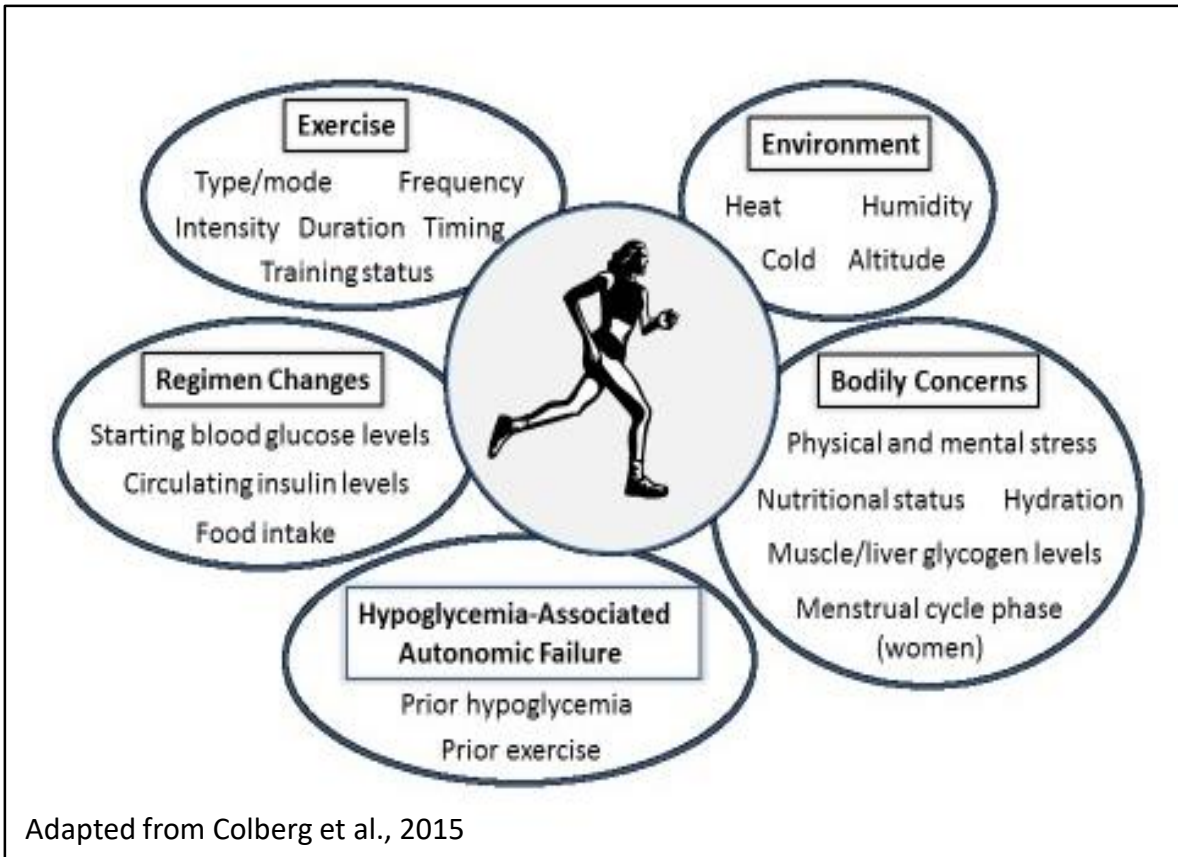 Exercise
Type/mode Frequency
Intensity Duration Timing
Training status
Environment
Heat Humidity
Cold Altitude
Regimen Changes
Starting blood glucose levels
Circulating insulin levels
Food intake
Bodily Concerns
Physical and mental stress
Nutritional status Hydration
Muscle/liver glycogen levels
Menstrual cycle phase
(women)
Hypoglycemia-Associated
Autonomic Failure
Prior hypoglycemia
Prior exercise
Adapted from Colberg et al., 2015